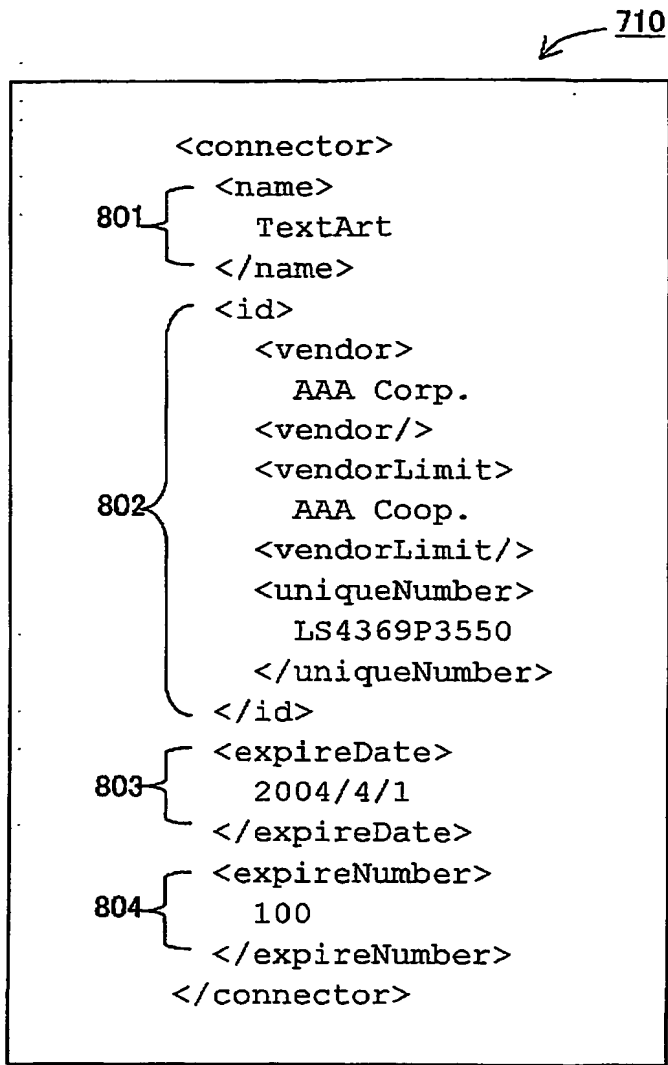 710
<connector>
801 <name>
TextArt
</name>
<id>
<vendor>
AAA Corp.
<vendor/>
<vendorLimit>
802 AAA Coop.
<vendorLimit/>
<uniqueNumber>
LS4369P3550
</uniqueNumber>
</id>
<expireDate>
803 2004/4/1
</expireDate>
<expireNumber>
804 100
</expireNumber>
</connector>